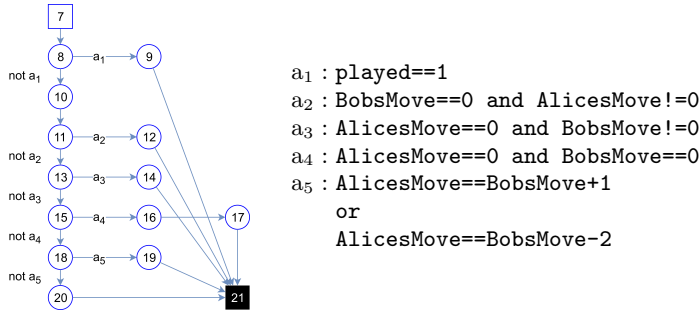 7
8 a₁ 9
not a₁
10
11 a₂ 12
not a₂
13 a₃ 14
not a₃
15 a₄ 16 17
not a₄
18 a₅ 19
not a₅
20 21
a₁ : played==1
a₂ : BobsMove==0 and AlicesMove!=0
a₃ : AlicesMove==0 and BobsMove!=0
a₄ : AlicesMove==0 and BobsMove==0
a₅ : AlicesMove==BobsMove+1
or
AlicesMove==BobsMove-2